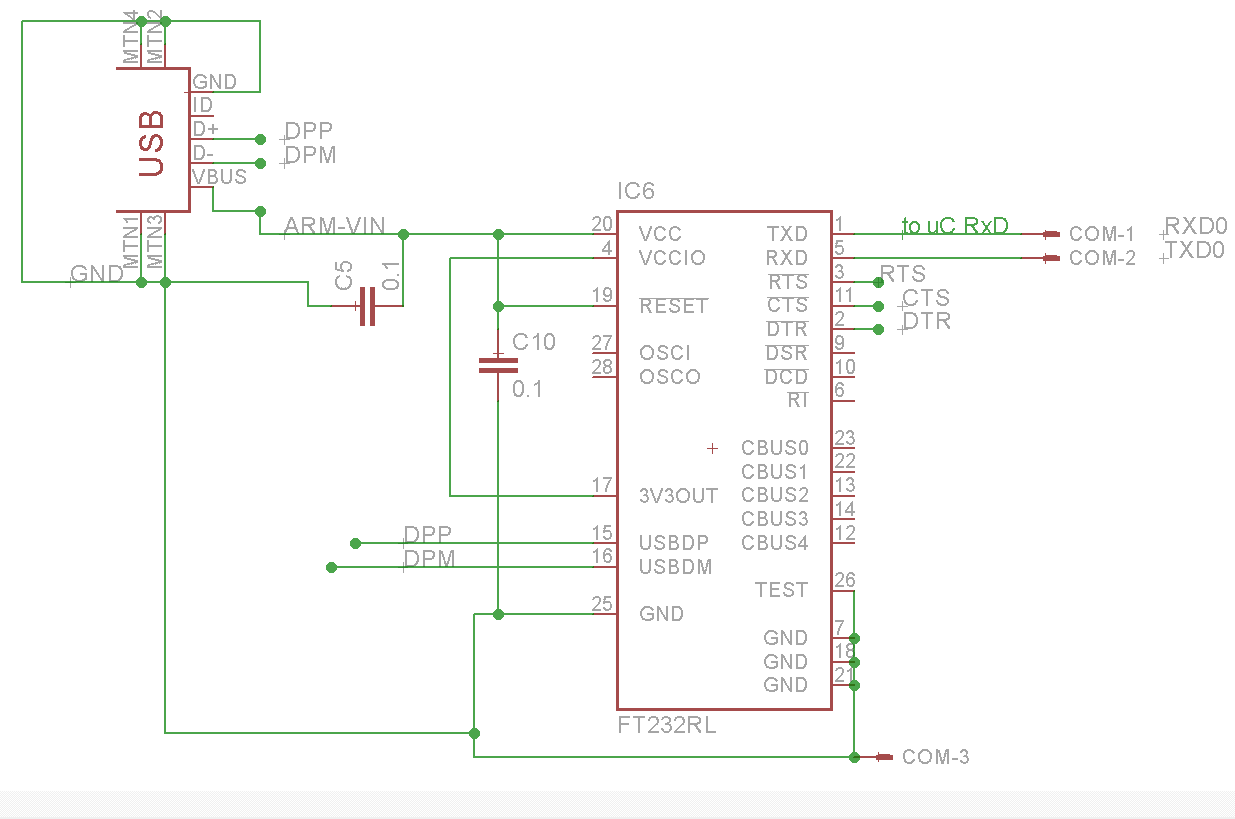 MTN4
MTN2
GND
ID
D+
D-
VBUS
USB
DPP
DPM
MTN1
MTN3
GND
ARM-VIN
C5
0.1
C10
0.1
IC6
20
VCC
4
VCCIO
19
RESET
27
OSCI
28
OSCO
17
3V3OUT
15
USBDP
16
USBDM
25
GND
DPP
DPM
TXD
1
RXD
5
RTS
3
CTS
11
DTR
2
DSR
9
DCD
10
RI
6
CBUS0
23
CBUS1
22
CBUS2
13
CBUS3
14
CBUS4
12
TEST
26
GND
7
GND
18
GND
21
to uC RxD
COM-1
RXD0
COM-2
TXD0
RTS
CTS
DTR
FT232RL
COM-3